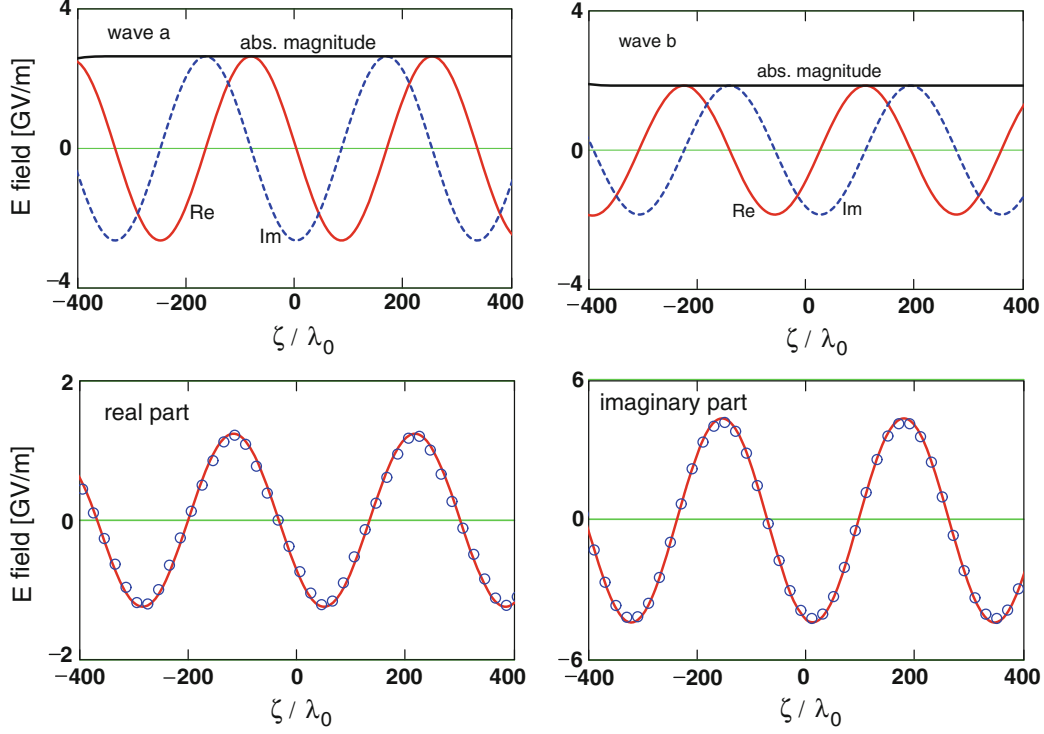 4
wave a
abs. magnitude
E field [GV/m]
0
Re
Im
−4
−400
−200
0
200
400
ζ / λ0
4
wave b
abs. magnitude
0
Re
Im
−4
−400
−200
0
200
400
ζ / λ0
2
real part
E field [GV/m]
0
−2
−400
−200
0
200
400
ζ / λ0
6
imaginary part
0
−6
−400
−200
0
200
400
ζ / λ0